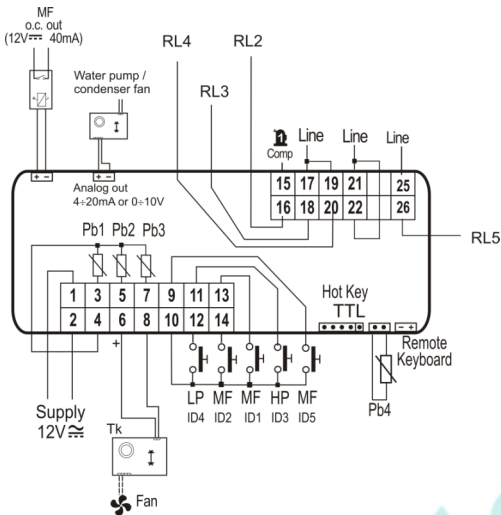 MF
o.c. out
(12V⎓ 40mA)
RL4
RL2
Water pump /
condenser fan
RL3
Line
Line
Line
Comp
15 17 19 21 25
16 18 20 22 26
RL5
+ -
+ -
Analog out
4÷20mA or 0÷10V
Pb1 Pb2 Pb3
1 3 5 7 9 11 13
2 4 6 8 10 12 14
+
Hot Key
TTL
- +
Remote
Keyboard
LP MF MF HP MF
ID4 ID2 ID1 ID3 ID5
Pb4
Supply
12V
Tk
Fan